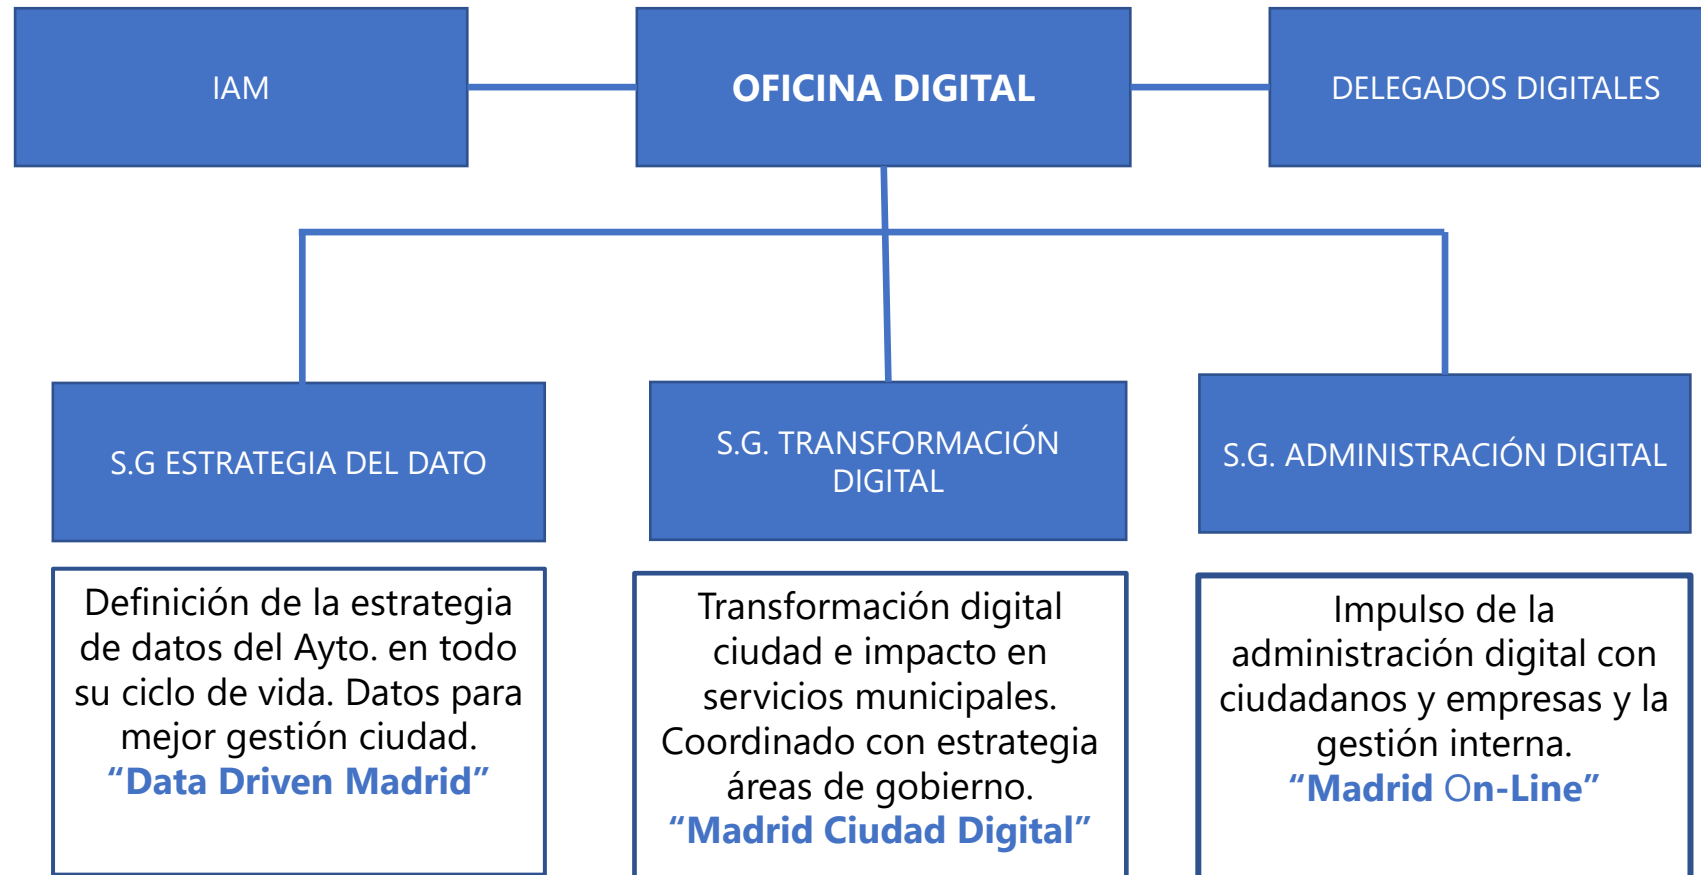 IAM
OFICINA DIGITAL
DELEGADOS DIGITALES
S.G ESTRATEGIA DEL DATO
S.G. TRANSFORMACIÓN
DIGITAL
S.G. ADMINISTRACIÓN DIGITAL
Definición de la estrategia
de datos del Ayto. en todo
su ciclo de vida. Datos para
mejor gestión ciudad.
“Data Driven Madrid”
Transformación digital
ciudad e impacto en
servicios municipales.
Coordinado con estrategia
áreas de gobierno.
“Madrid Ciudad Digital”
Impulso de la
administración digital con
ciudadanos y empresas y la
gestión interna.
“Madrid On-Line”